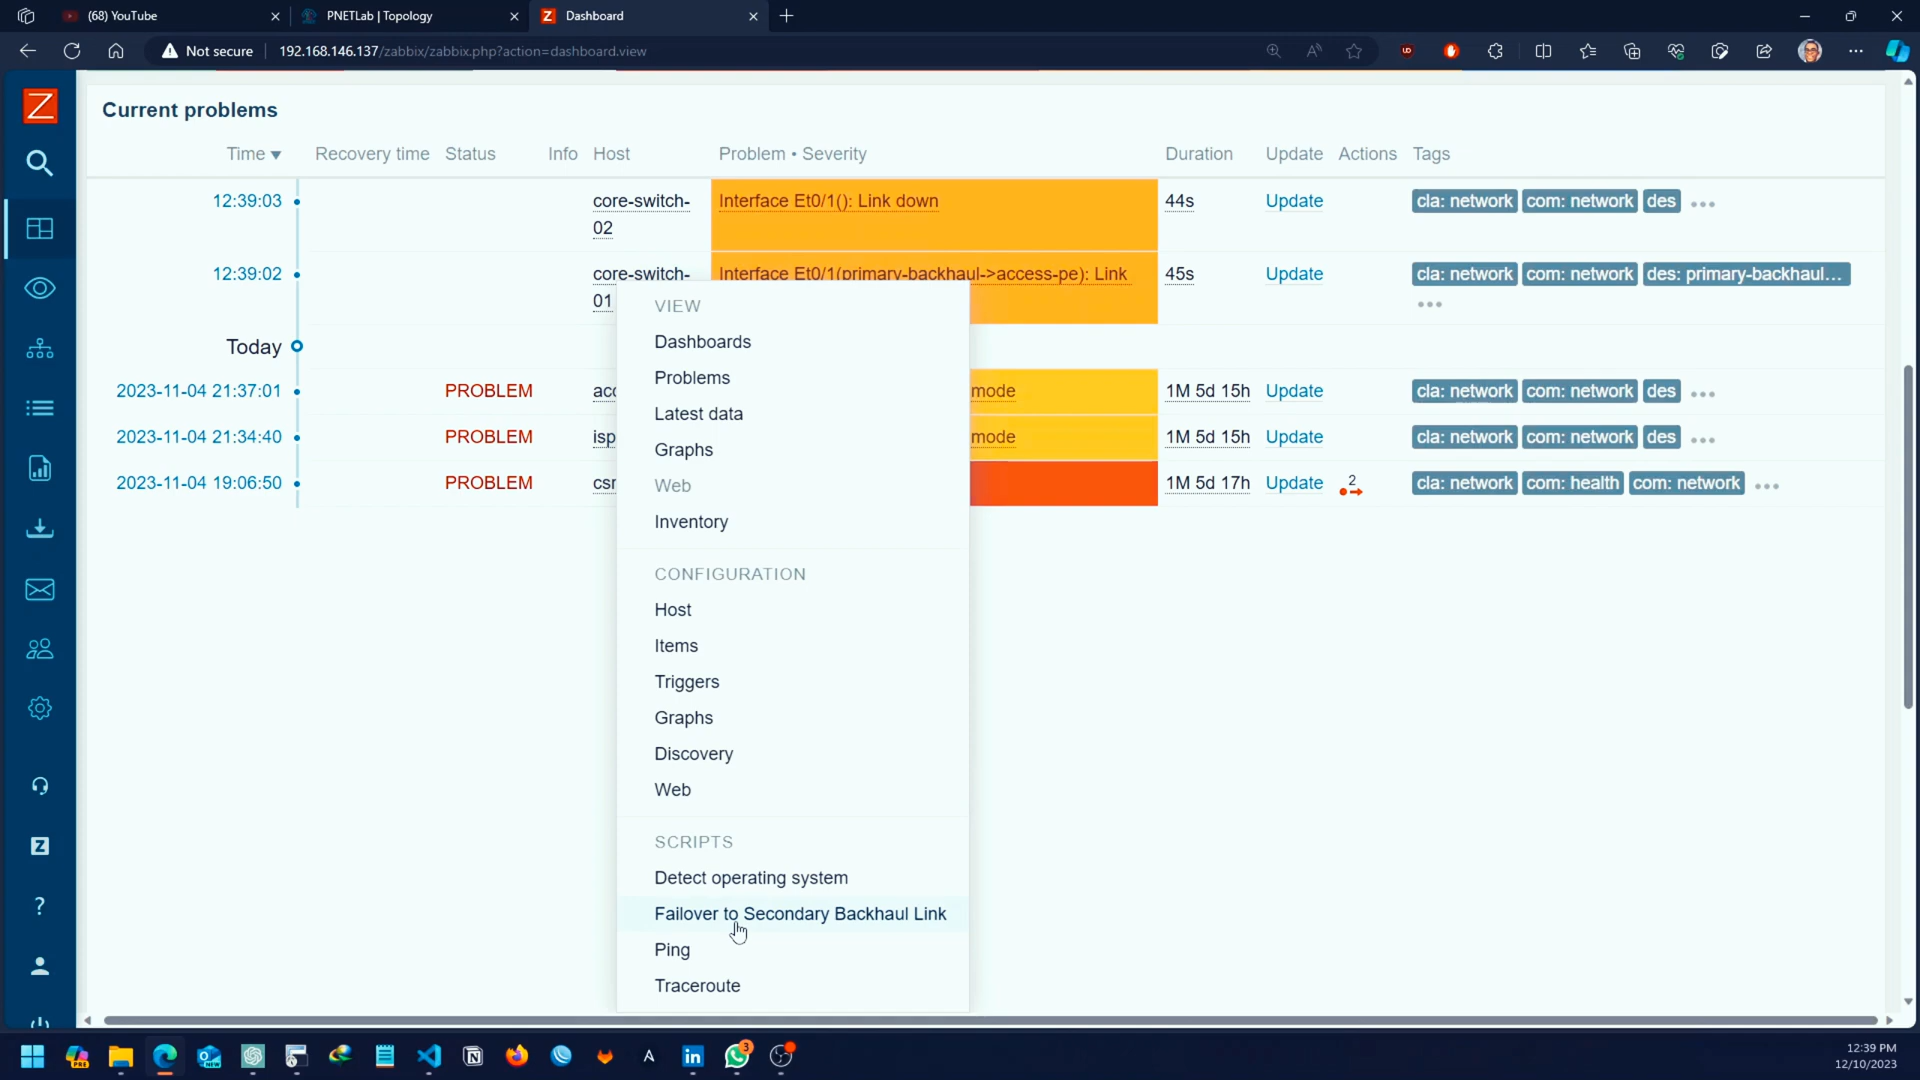 (68) YouTube
PNETLab | Topology
Z
Dashboard
Not secure
192.168.146.137/zabbix/zabbix.php?action=dashboard.view
Z
Current problems
Time ▼ Recovery time Status Info Host Problem • Severity Duration Update Actions Tags
12:39:03 core-switch-02 Interface Et0/1(): Link down 44s Update cla: network com: network des •••
12:39:02 core-switch-01 Interface Et0/1(primary-backhaul->access-pe): Link 45s Update cla: network com: network des: primary-backhaul... •••
Today
2023-11-04 21:37:01 PROBLEM acc mode 1M 5d 15h Update cla: network com: network des •••
2023-11-04 21:34:40 PROBLEM isp mode 1M 5d 15h Update cla: network com: network des •••
2023-11-04 19:06:50 PROBLEM csr 1M 5d 17h Update 2 cla: network com: health com: network •••
VIEW
Dashboards
Problems
Latest data
Graphs
Web
Inventory
CONFIGURATION
Host
Items
Triggers
Graphs
Discovery
Web
SCRIPTS
Detect operating system
Failover to Secondary Backhaul Link
Ping
Traceroute
Z
?
PRE
NEW
N
A
in
3
12:39 PM
12/10/2023